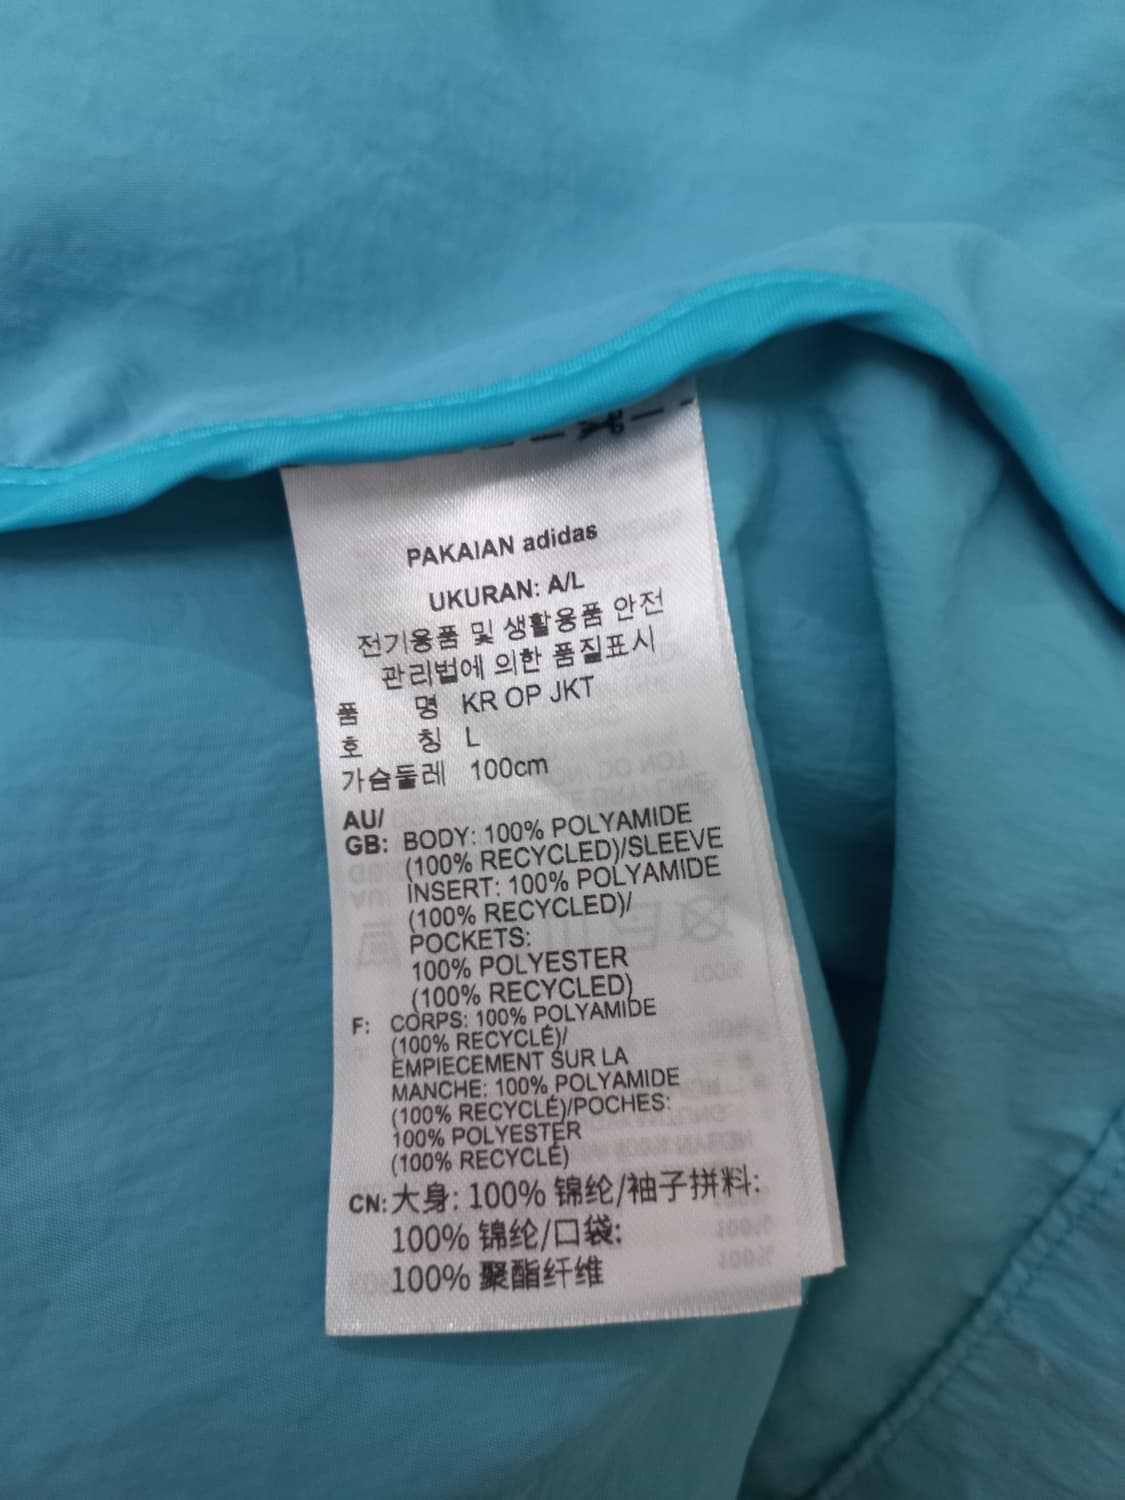 PAKAIAN adidas
UKURAN: A/L
전기용품 및 생활용품 안전
관리법에 의한 품질표시
품 명 KR OP JKT
호 칭 L
가슴둘레 100cm
AU/
GB: BODY: 100% POLYAMIDE
(100% RECYCLED)/SLEEVE
INSERT: 100% POLYAMIDE
(100% RECYCLED)/
POCKETS:
100% POLYESTER
(100% RECYCLED)
F: CORPS: 100% POLYAMIDE
(100% RECYCLÉ)/
EMPIECEMENT SUR LA
MANCHE: 100% POLYAMIDE
(100% RECYCLÉ)/POCHES:
100% POLYESTER
(100% RECYCLÉ)
CN: 大身: 100% 锦纶/袖子拼料:
100% 锦纶/口袋:
100% 聚酯纤维